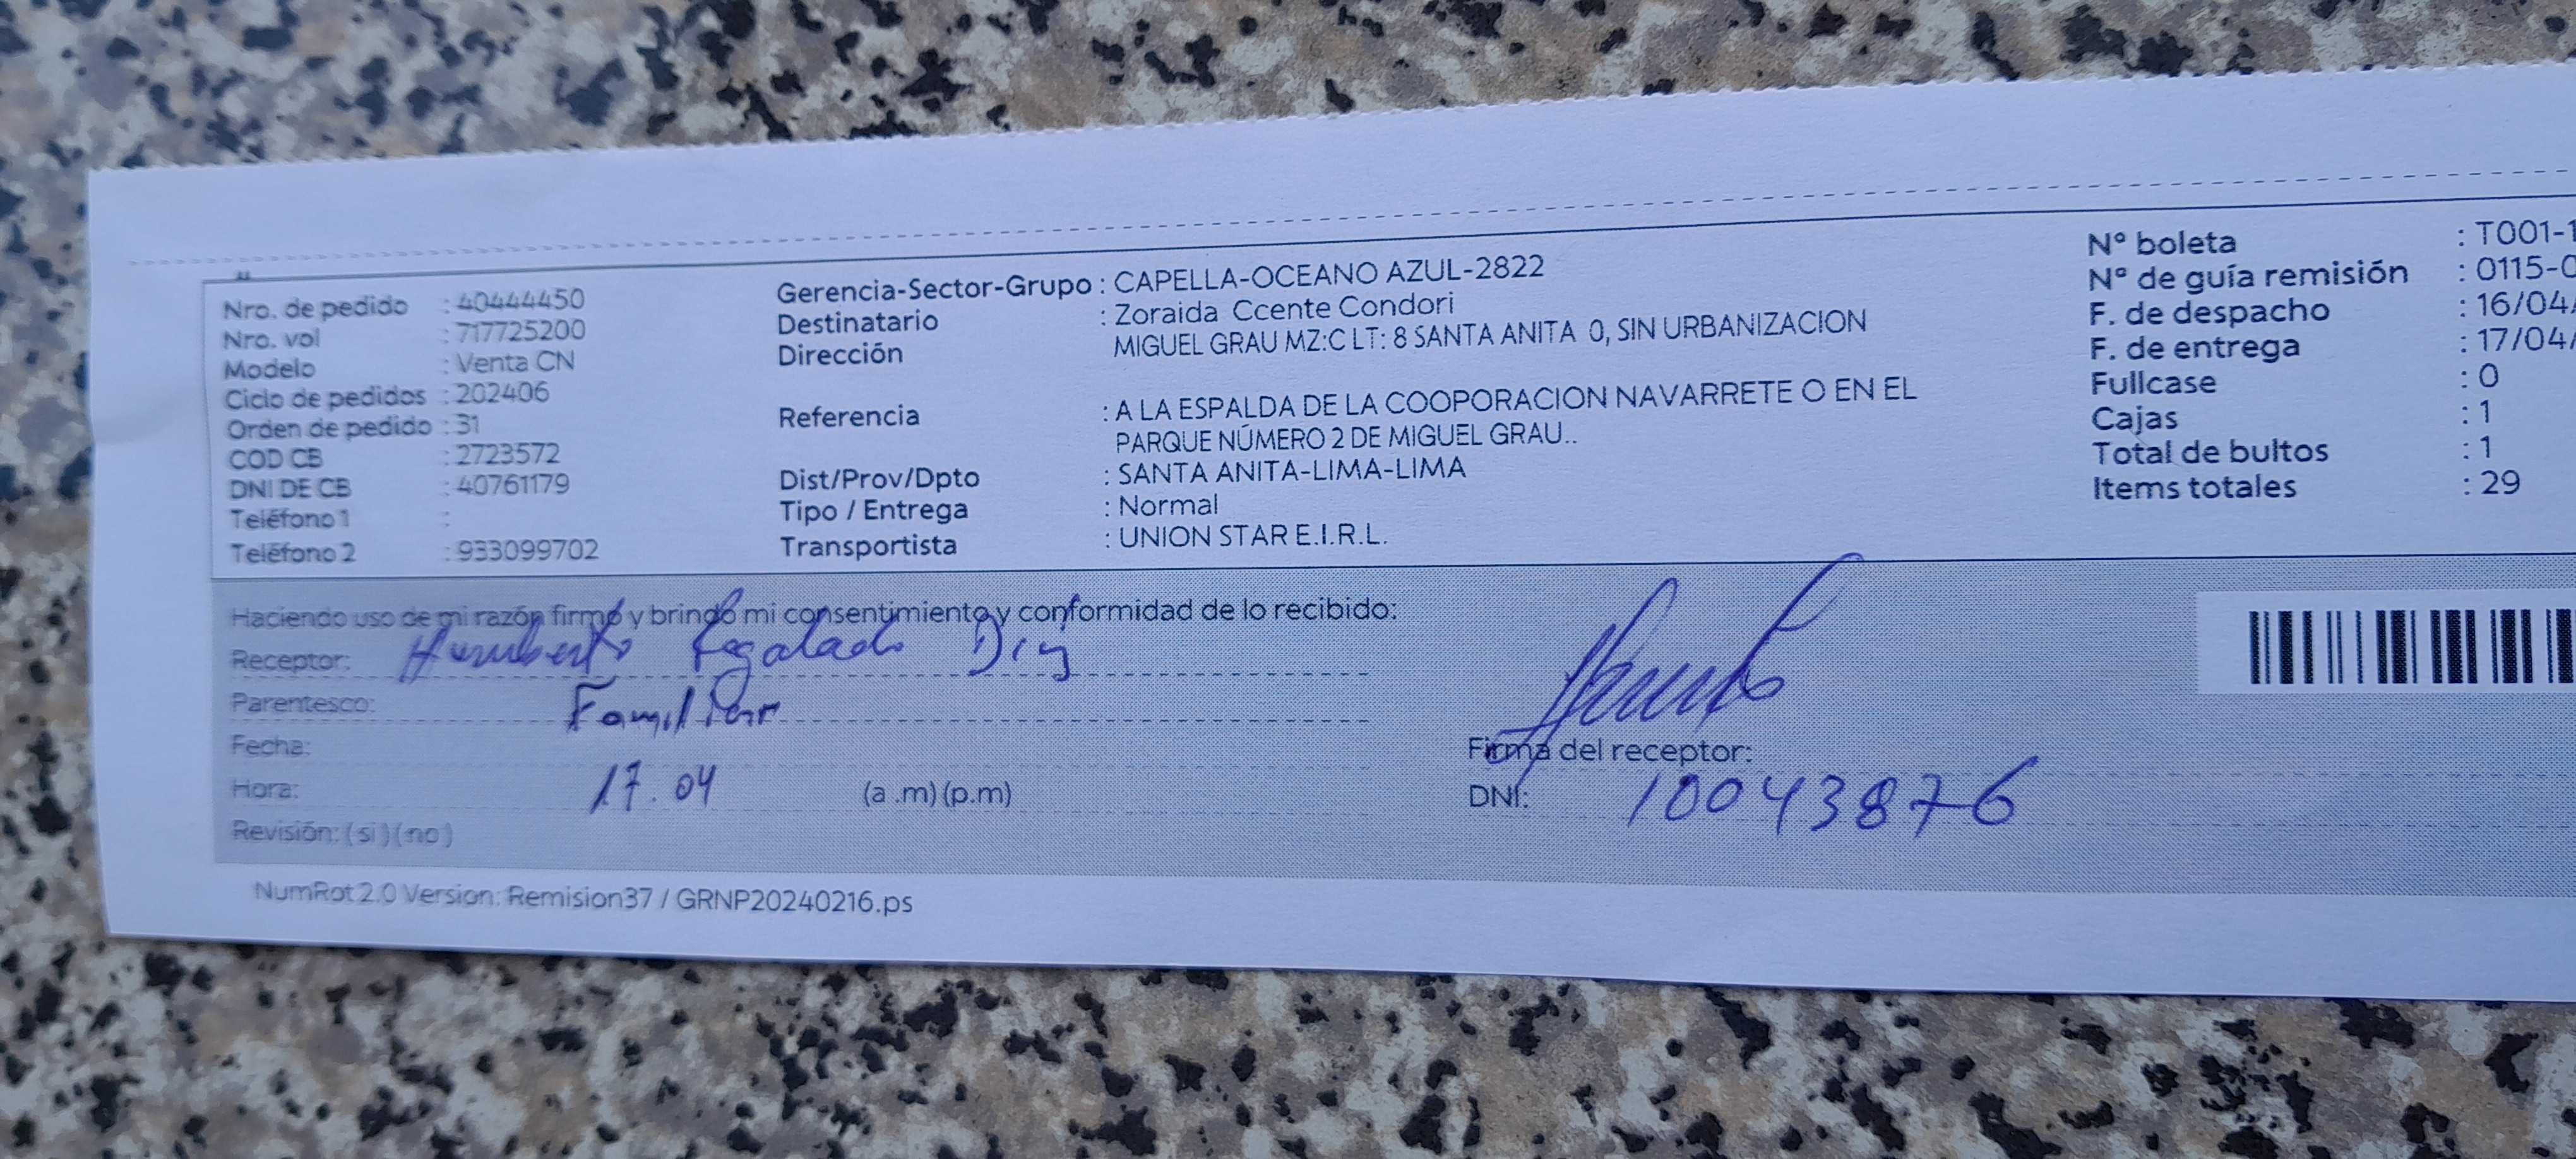 Nro. de pedido : 40444450
Nro. vol : 717725200
Modelo : Venta CN
Ciclo de pedidos : 202406
Orden de pedido : 31
COD CB : 2723572
DNI DE CB : 40761179
Teléfono 1 :
Teléfono 2 : 933099702
Gerencia-Sector-Grupo : CAPELLA-OCEANO AZUL-2822
Destinatario : Zoraida Ccente Condori
Dirección MIGUEL GRAU MZ:C LT: 8 SANTA ANITA 0, SIN URBANIZACION
Referencia : A LA ESPALDA DE LA COOPORACION NAVARRETE O EN EL
PARQUE NÚMERO 2 DE MIGUEL GRAU..
Dist/Prov/Dpto : SANTA ANITA-LIMA-LIMA
Tipo / Entrega : Normal
Transportista : UNION STAR E.I.R.L.
N° boleta : T001-1
N° de guía remisión : 0115-0
F. de despacho : 16/04/
F. de entrega : 17/04/
Fullcase : 0
Cajas : 1
Total de bultos : 1
Items totales : 29
Haciendo uso de mi razón firmo y brindo mi consentimiento y conformidad de lo recibido:
Receptor: Humberto Regalado
Parentesco: Familiar
Fecha:
Hora: 17.04 (a .m) (p.m)
Revisión: ( si ) ( no )
Firma del receptor:
DNI: 10043876
NumRot 2.0 Version: Remision37 / GRNP20240216.ps